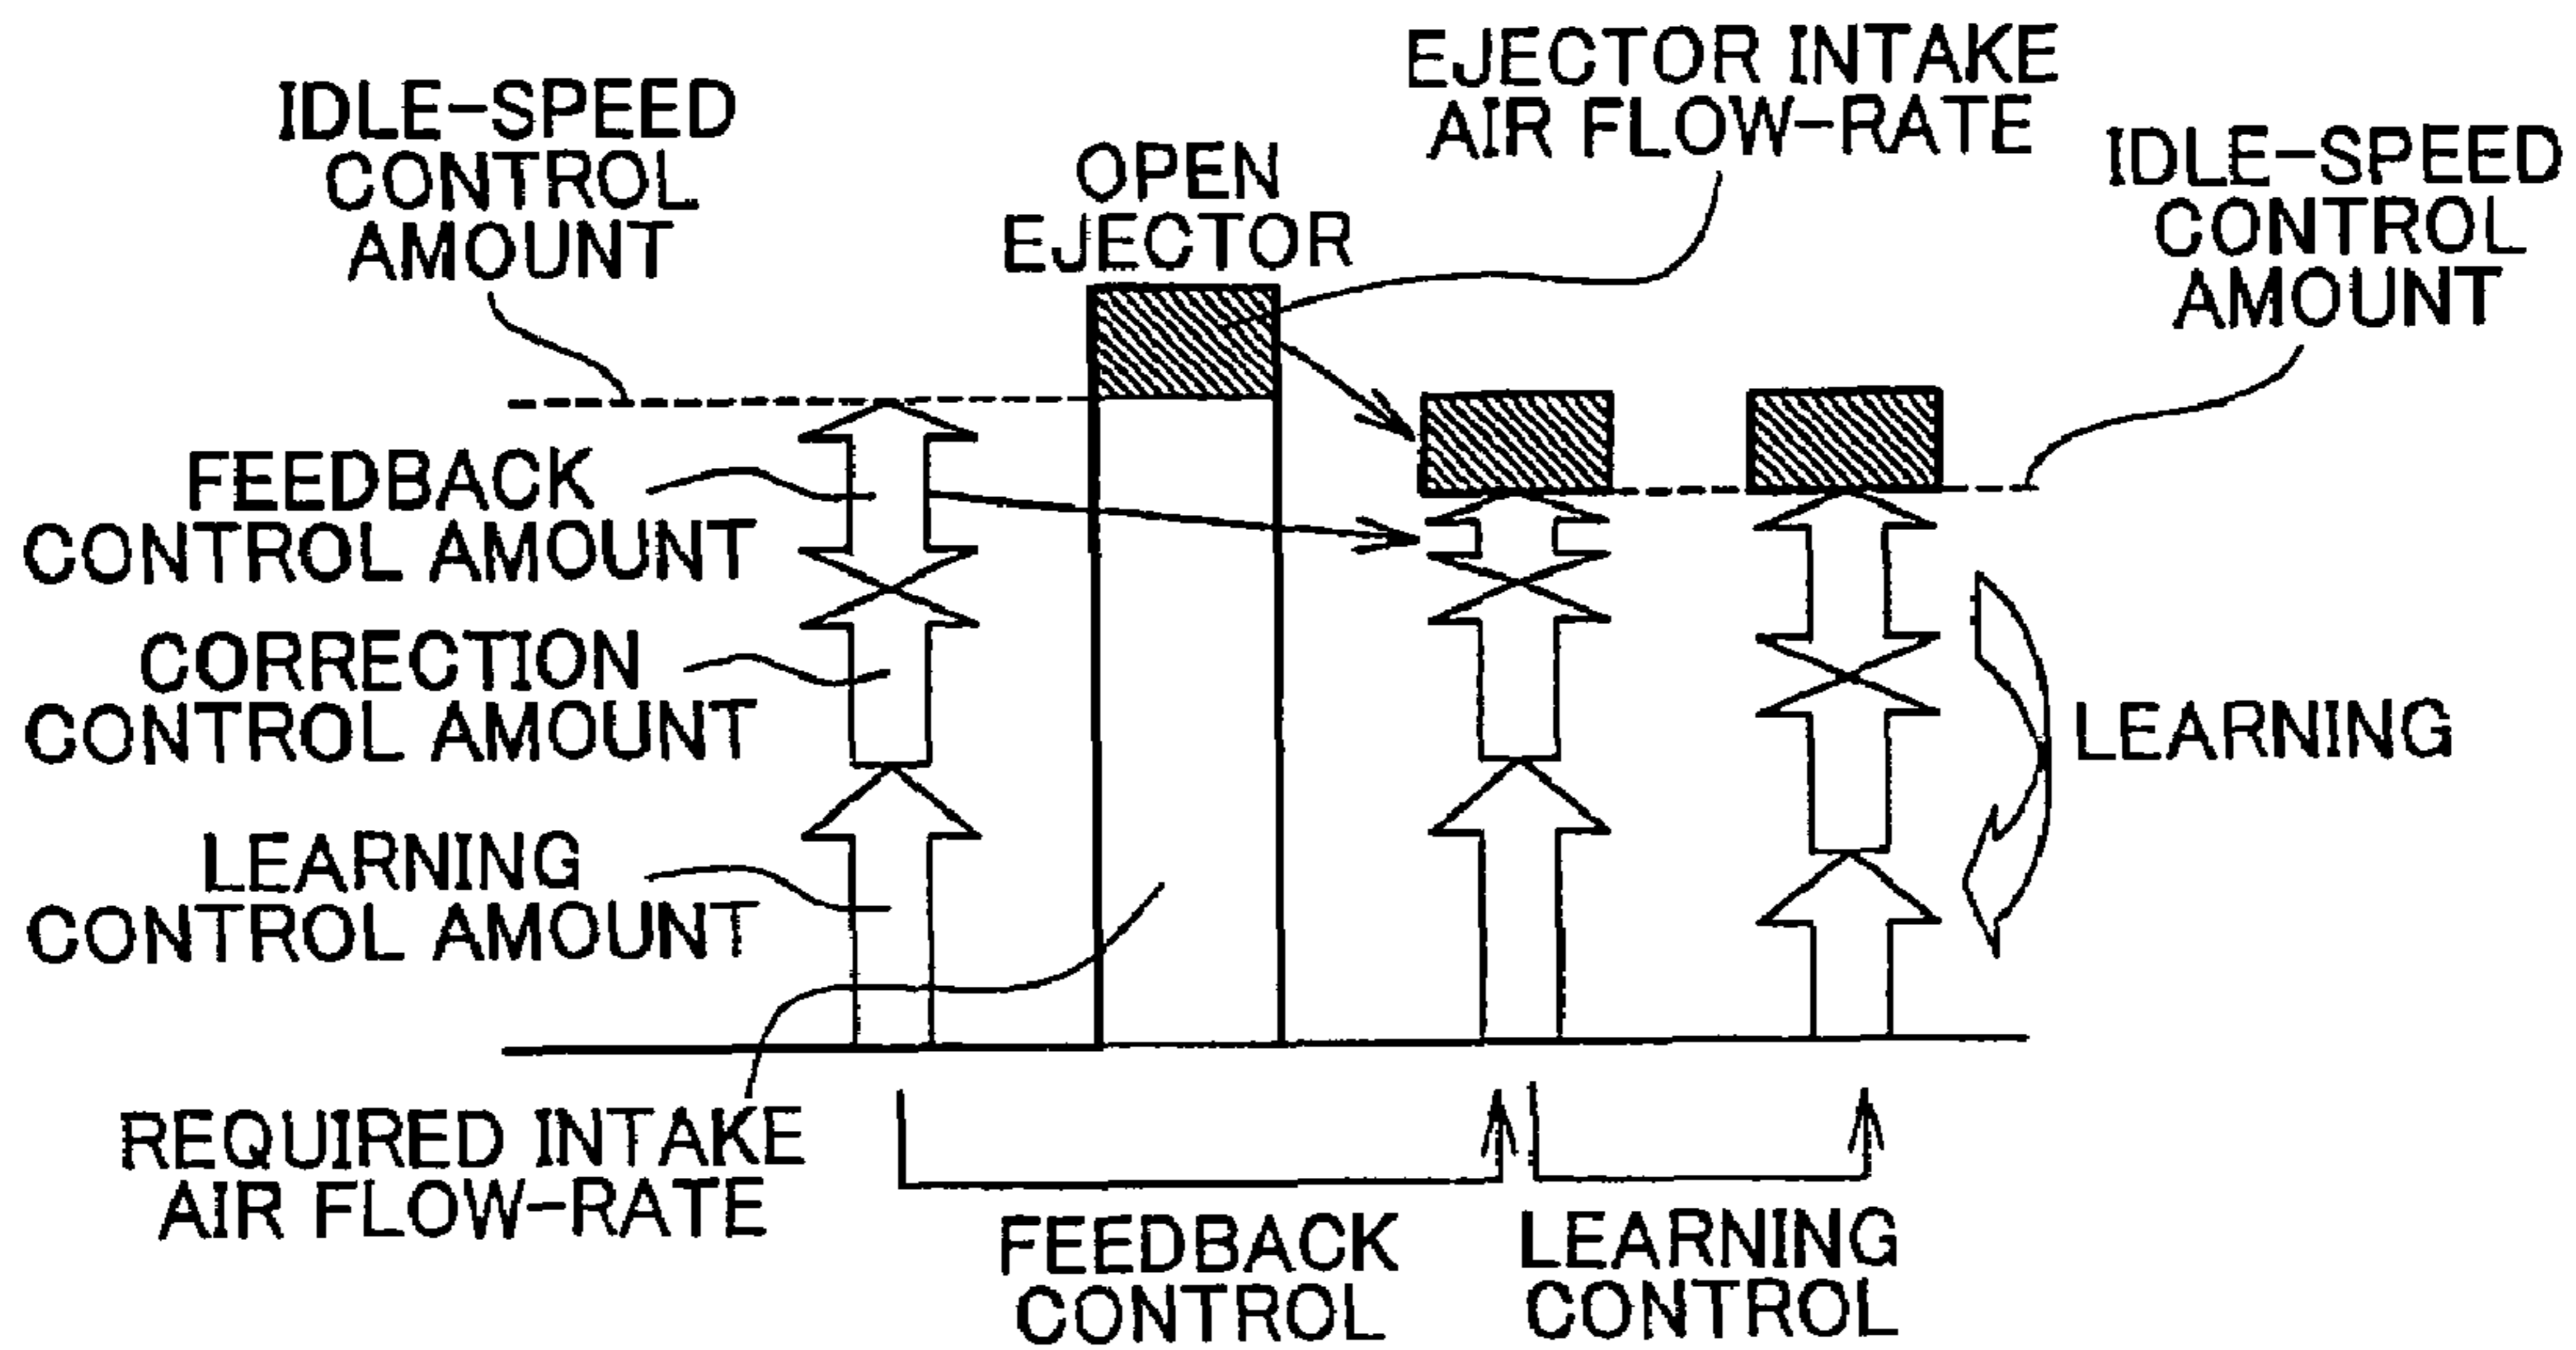 EJECTOR INTAKE
AIR FLOW-RATE
IDLE-SPEED
CONTROL
AMOUNT
OPEN
EJECTOR
IDLE-SPEED
CONTROL
AMOUNT
FEEDBACK
CONTROL AMOUNT
CORRECTION
CONTROL AMOUNT
LEARNING
LEARNING
CONTROL AMOUNT
REQUIRED INTAKE
AIR FLOW-RATE
FEEDBACK
CONTROL
LEARNING
CONTROL